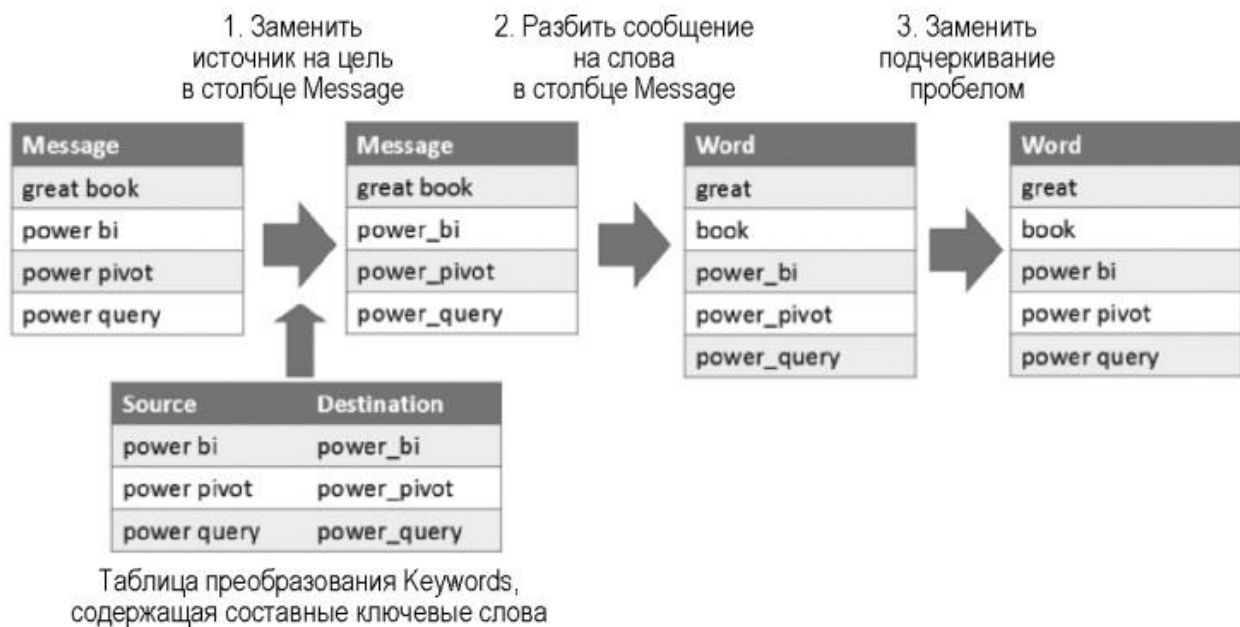 1. Заменить
источник на цель
в столбце Message
2. Разбить сообщение
на слова
в столбце Message
3. Заменить
подчеркивание
пробелом
Message
great book
power bi
power pivot
power query
Message
great book
power_bi
power_pivot
power_query
Word
great
book
power_bi
power_pivot
power_query
Word
great
book
power bi
power pivot
power query
Source Destination
power bi power_bi
power pivot power_pivot
power query power_query
Таблица преобразования Keywords,
содержащая составные ключевые слова